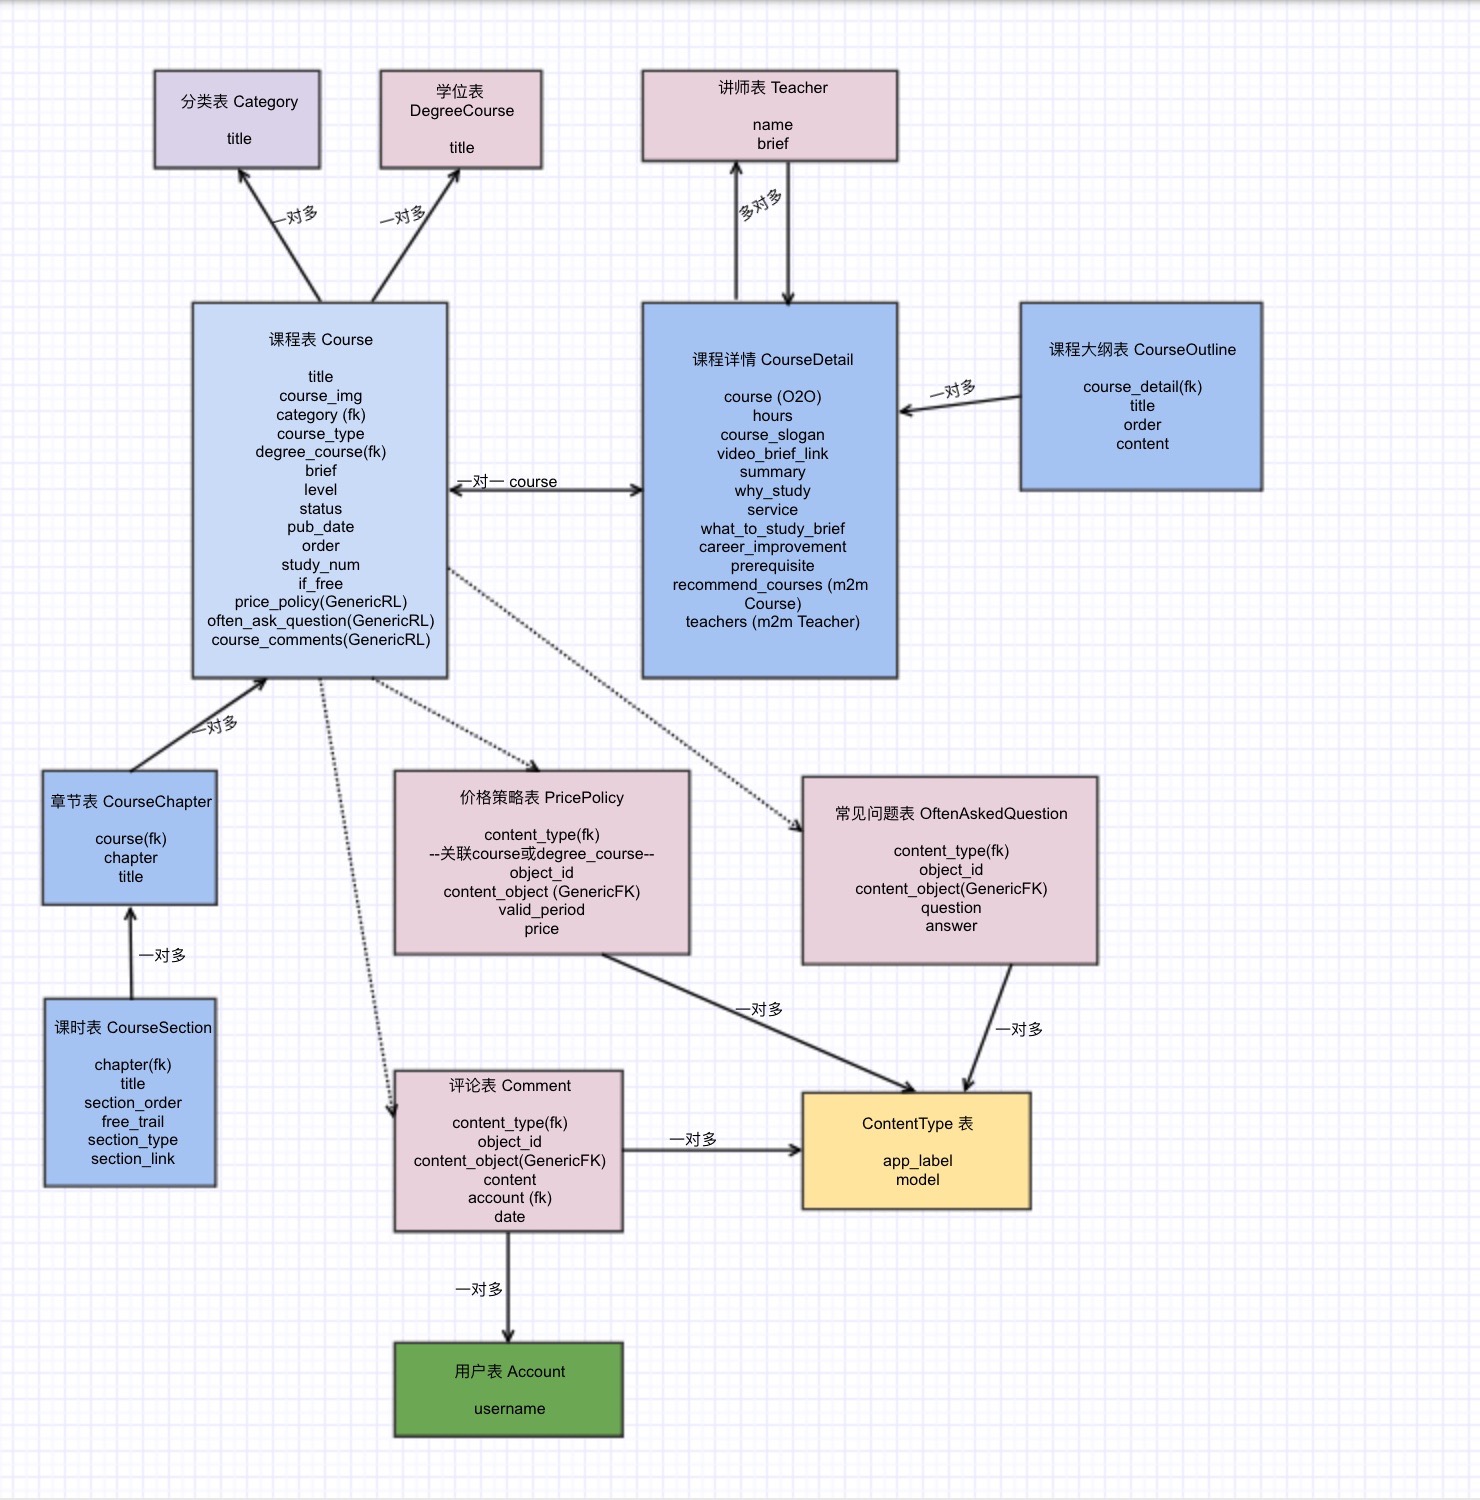 分类表 Category
title
学位表
DegreeCourse
title
讲师表 Teacher
name
brief
一对多
一对多
多对多
课程表 Course
title
course_img
category (fk)
course_type
degree_course(fk)
brief
level
status
pub_date
order
study_num
if_free
price_policy(GenericRL)
often_ask_question(GenericRL)
course_comments(GenericRL)
一对一 course
课程详情 CourseDetail
course (O2O)
hours
course_slogan
video_brief_link
summary
why_study
service
what_to_study_brief
career_improvement
prerequisite
recommend_courses (m2m
Course)
teachers (m2m Teacher)
一对多
课程大纲表 CourseOutline
course_detail(fk)
title
order
content
一对多
章节表 CourseChapter
course(fk)
chapter
title
价格策略表 PricePolicy
content_type(fk)
--关联course或degree_course--
object_id
content_object (GenericFK)
valid_period
price
常见问题表 OftenAskedQuestion
content_type(fk)
object_id
content_object(GenericFK)
question
answer
一对多
一对多
一对多
课时表 CourseSection
chapter(fk)
title
section_order
free_trail
section_type
section_link
评论表 Comment
content_type(fk)
object_id
content_object(GenericFK)
content
account (fk)
date
一对多
ContentType 表
app_label
model
一对多
用户表 Account
username